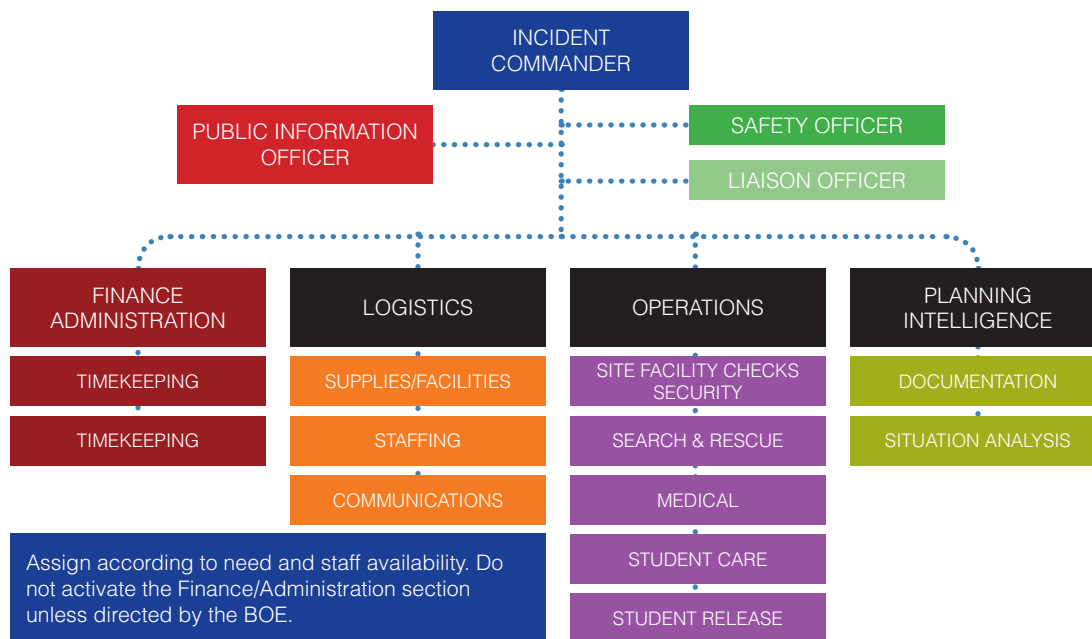 INCIDENT
COMMANDER
PUBLIC INFORMATION
OFFICER
SAFETY OFFICER
LIAISON OFFICER
FINANCE
ADMINISTRATION
TIMEKEEPING
TIMEKEEPING
LOGISTICS
SUPPLIES/FACILITIES
STAFFING
COMMUNICATIONS
OPERATIONS
SITE FACILITY CHECKS
SECURITY
SEARCH & RESCUE
MEDICAL
STUDENT CARE
STUDENT RELEASE
PLANNING
INTELLIGENCE
DOCUMENTATION
SITUATION ANALYSIS
Assign according to need and staff availability. Do
not activate the Finance/Administration section
unless directed by the BOE.